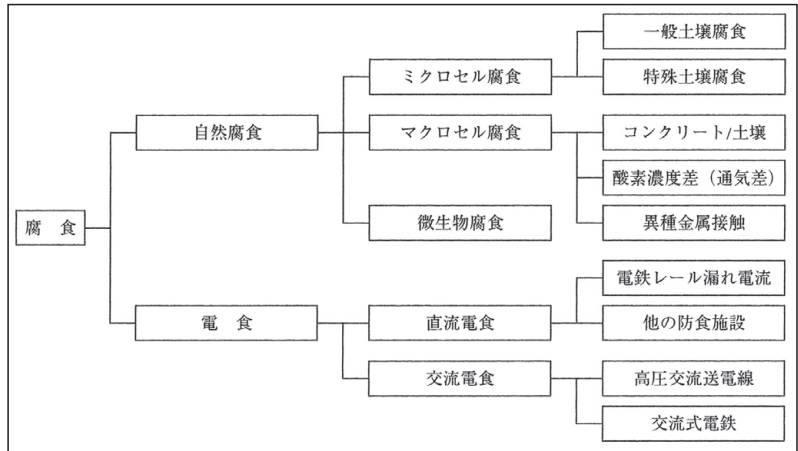 腐　食
自然腐食
ミクロセル腐食
一般土壌腐食
特殊土壌腐食
マクロセル腐食
コンクリート/土壌
酸素濃度差（通気差）
異種金属接触
微生物腐食
電　食
直流電食
電鉄レール漏れ電流
他の防食施設
交流電食
高圧交流送電線
交流式電鉄